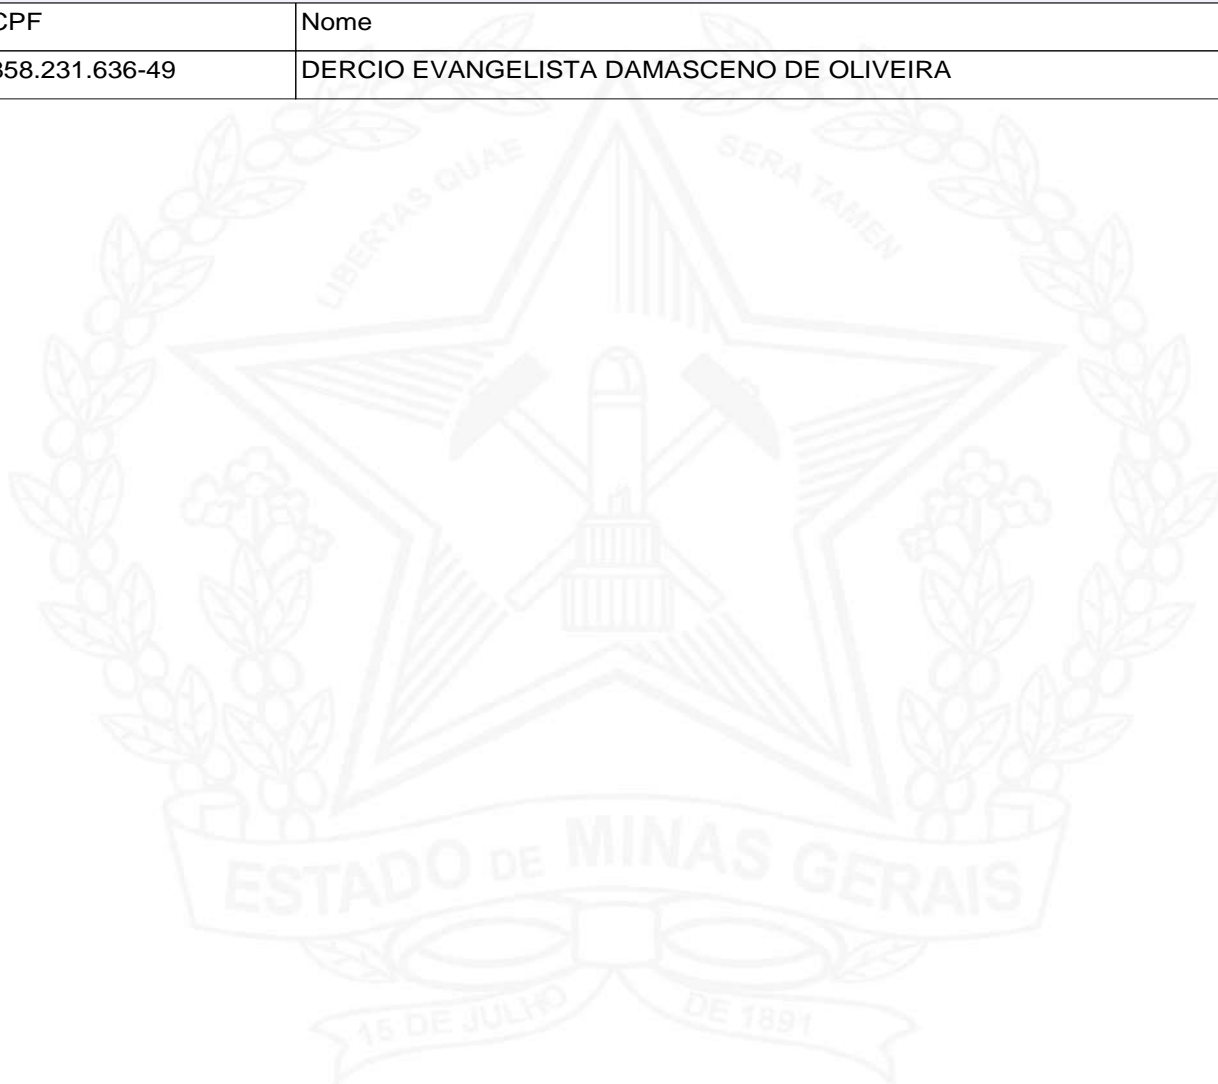 CPF Nome
858.231.636-49 DERCIO EVANGELISTA DAMASCENO DE OLIVEIRA
LIBERTAS QUAE SERA TAMEN
ESTADO DE MINAS GERAIS
15 DE JULHO DE 1891